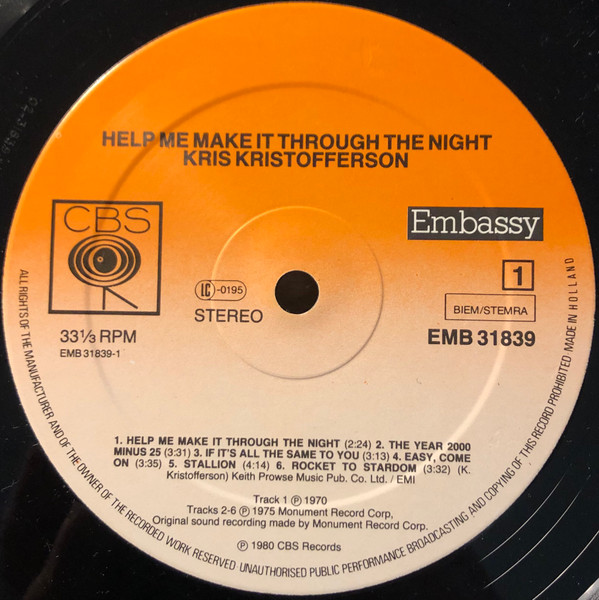 HELP ME MAKE IT THROUGH THE NIGHT
KRIS KRISTOFFERSON
CBS
Embassy
LC-0195
STEREO
1
BIEM/STEMRA
33⅓ RPM
EMB 31839-1
EMB 31839
1. HELP ME MAKE IT THROUGH THE NIGHT (2:24) 2. THE YEAR 2000
MINUS 25 (3:31) 3. IF IT'S ALL THE SAME TO YOU (3:13) 4. EASY, COME
ON (3:35) 5. STALLION (4:14) 6. ROCKET TO STARDOM (3:32) (K.
Kristofferson) Keith Prowse Music Pub. Co. Ltd. / EMI
Track 1 ℗ 1970
Tracks 2-6 ℗ 1975 Monument Record Corp.
Original sound recording made by Monument Record Corp.
℗ 1980 CBS Records
ALL RIGHTS OF THE MANUFACTURER AND OF THE OWNER OF THE RECORDED WORK RESERVED UNAUTHORISED PUBLIC PERFORMANCE BROADCASTING AND COPYING OF THIS RECORD PROHIBITED MADE IN HOLLAND